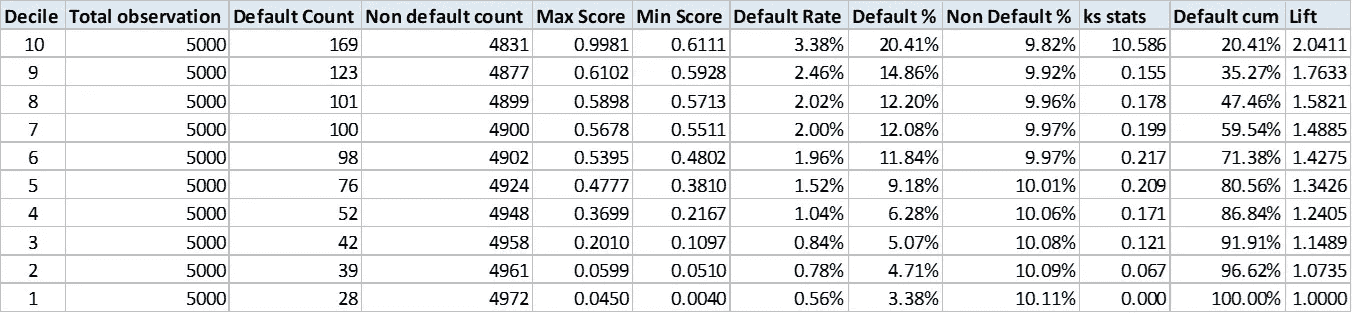 Decile Total observation Default Count Non default count Max Score Min Score Default Rate Default % Non Default % ks stats Default cum Lift
10 5000 169 4831 0.9981 0.6111 3.38% 20.41% 9.82% 10.586 20.41% 2.0411
9 5000 123 4877 0.6102 0.5928 2.46% 14.86% 9.92% 0.155 35.27% 1.7633
8 5000 101 4899 0.5898 0.5713 2.02% 12.20% 9.96% 0.178 47.46% 1.5821
7 5000 100 4900 0.5678 0.5511 2.00% 12.08% 9.97% 0.199 59.54% 1.4885
6 5000 98 4902 0.5395 0.4802 1.96% 11.84% 9.97% 0.217 71.38% 1.4275
5 5000 76 4924 0.4777 0.3810 1.52% 9.18% 10.01% 0.209 80.56% 1.3426
4 5000 52 4948 0.3699 0.2167 1.04% 6.28% 10.06% 0.171 86.84% 1.2405
3 5000 42 4958 0.2010 0.1097 0.84% 5.07% 10.08% 0.121 91.91% 1.1489
2 5000 39 4961 0.0599 0.0510 0.78% 4.71% 10.09% 0.067 96.62% 1.0735
1 5000 28 4972 0.0450 0.0040 0.56% 3.38% 10.11% 0.000 100.00% 1.0000